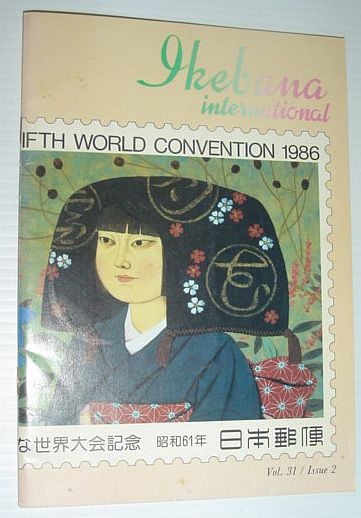 Ikebana
international
IFTH WORLD CONVENTION 1986
な世界大会記念 昭和61年 日本郵便
Vol. 31 / Issue 2